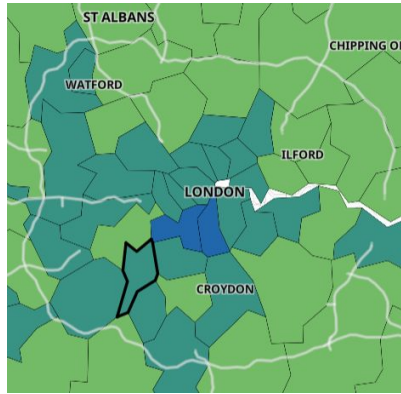 ST ALBANS
CHIPPING O
WATFORD
ILFORD
LONDON
CROYDON